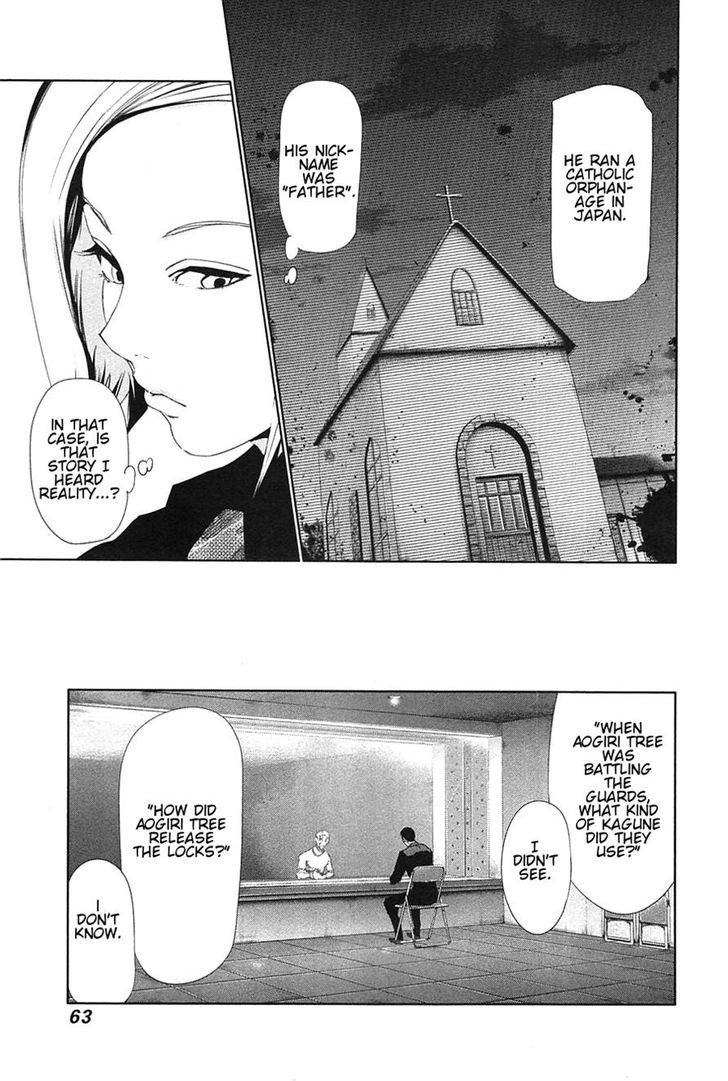 HE RAN A
CATHOLIC
ORPHAN-
AGE IN
JAPAN.
HIS NICK-
NAME
WAS
"FATHER".
IN THAT
CASE, IS
THAT
STORY I
HEARD
REALITY...?
"WHEN
AOGIRI TREE
WAS
BATTLING
THE
GUARDS,
WHAT KIND
OF KAGUNE
DID THEY
USE?"
I
DIDN'T
SEE.
"HOW DID
AOGIRI TREE
RELEASE
THE LOCKS?"
I
DON'T
KNOW.
63